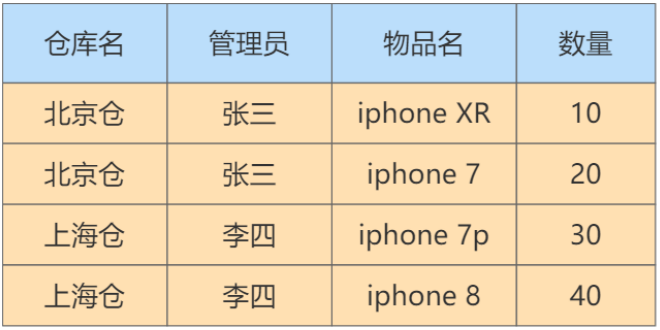 仓库名 管理员 物品名 数量
北京仓 张三 iphone XR 10
北京仓 张三 iphone 7 20
上海仓 李四 iphone 7p 30
上海仓 李四 iphone 8 40